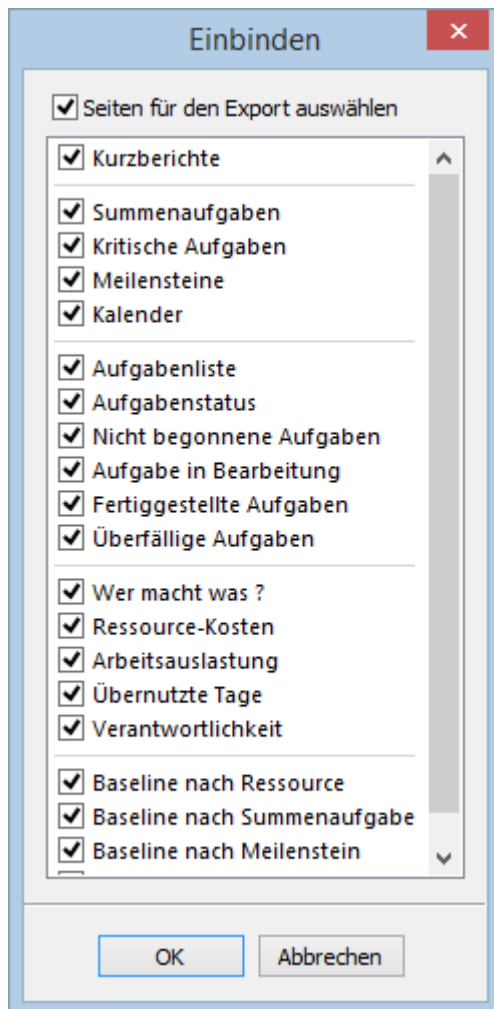 Einbinden
Seiten für den Export auswählen
Kurzberichte
Summenaufgaben
Kritische Aufgaben
Meilensteine
Kalender
Aufgabenliste
Aufgabenstatus
Nicht begonnene Aufgaben
Aufgabe in Bearbeitung
Fertiggestellte Aufgaben
Überfällige Aufgaben
Wer macht was ?
Ressource-Kosten
Arbeitsauslastung
Übernutzte Tage
Verantwortlichkeit
Baseline nach Ressource
Baseline nach Summenaufgabe
Baseline nach Meilenstein
OK
Abbrechen